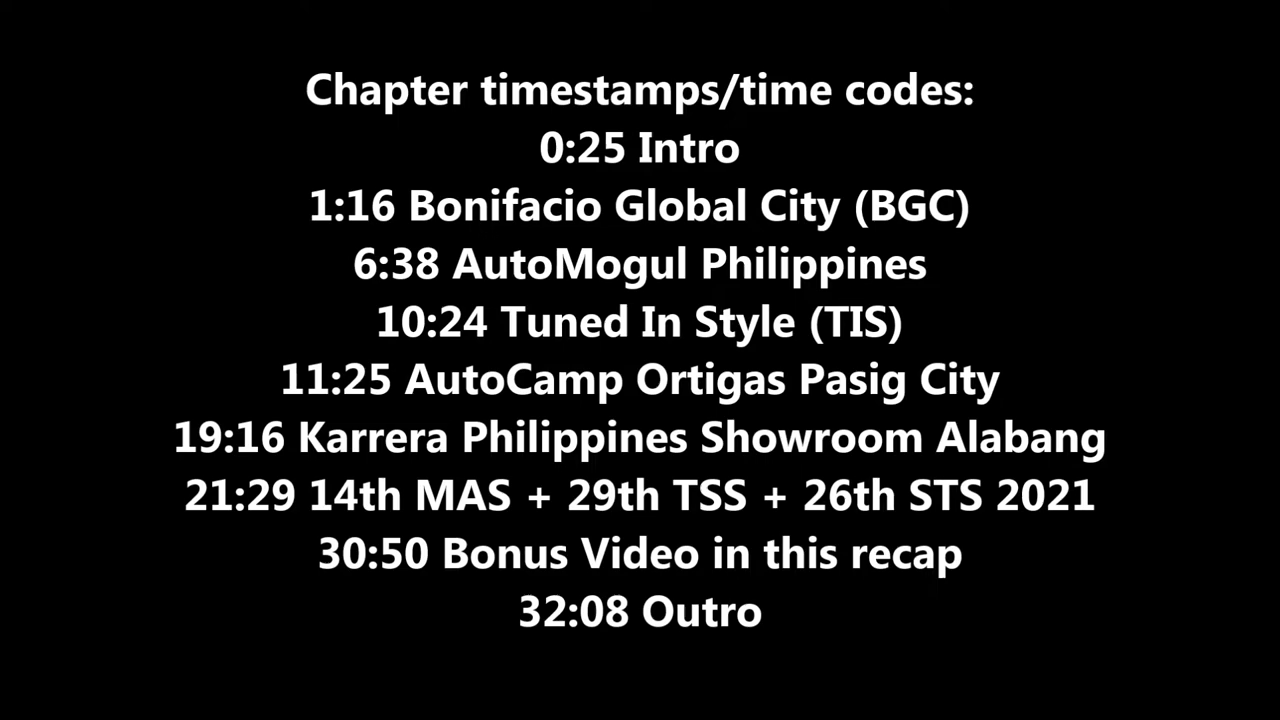 Chapter timestamps/time codes:
0:25 Intro
1:16 Bonifacio Global City (BGC)
6:38 AutoMogul Philippines
10:24 Tuned In Style (TIS)
11:25 AutoCamp Ortigas Pasig City
19:16 Karrera Philippines Showroom Alabang
21:29 14th MAS + 29th TSS + 26th STS 2021
30:50 Bonus Video in this recap
32:08 Outro